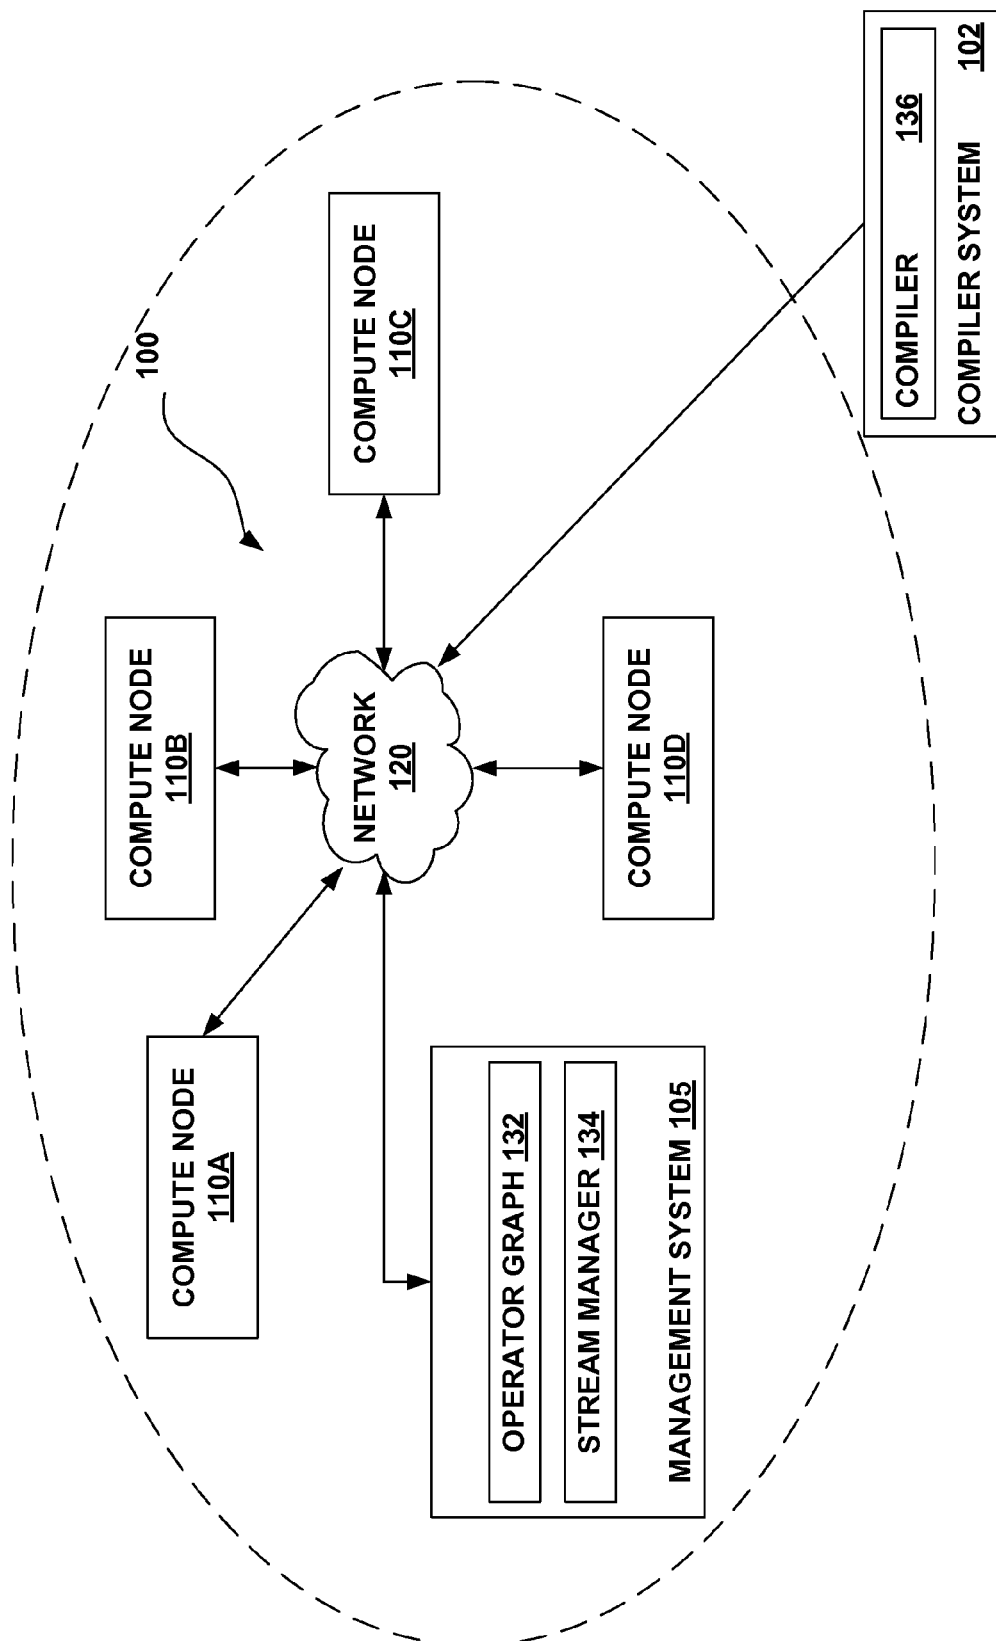 100
COMPUTE NODE
110A
COMPUTE NODE
110B
COMPUTE NODE
110C
COMPUTE NODE
110D
NETWORK
120
OPERATOR GRAPH 132
STREAM MANAGER 134
MANAGEMENT SYSTEM 105
COMPILER 136
COMPILER SYSTEM 102